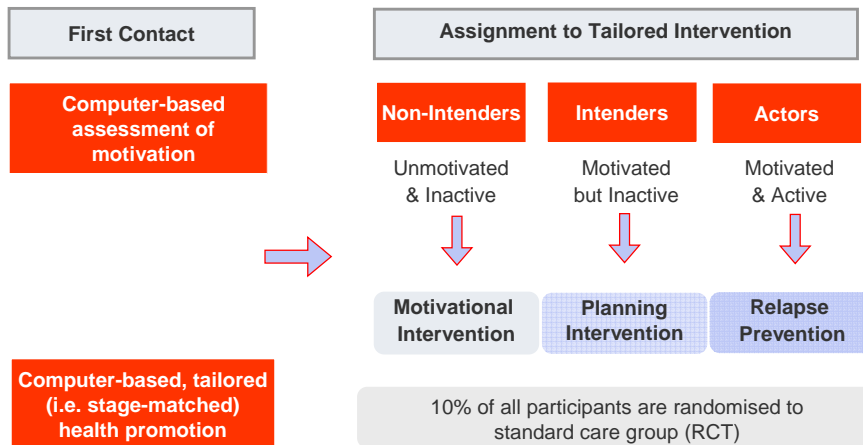 First Contact
Computer-based
assessment of
motivation
Computer-based, tailored
(i.e. stage-matched)
health promotion
Assignment to Tailored Intervention
Non-Intenders
Unmotivated
& Inactive
Motivational
Intervention
Intenders
Motivated
but Inactive
Planning
Intervention
Actors
Motivated
& Active
Relapse
Prevention
10% of all participants are randomised to
standard care group (RCT)